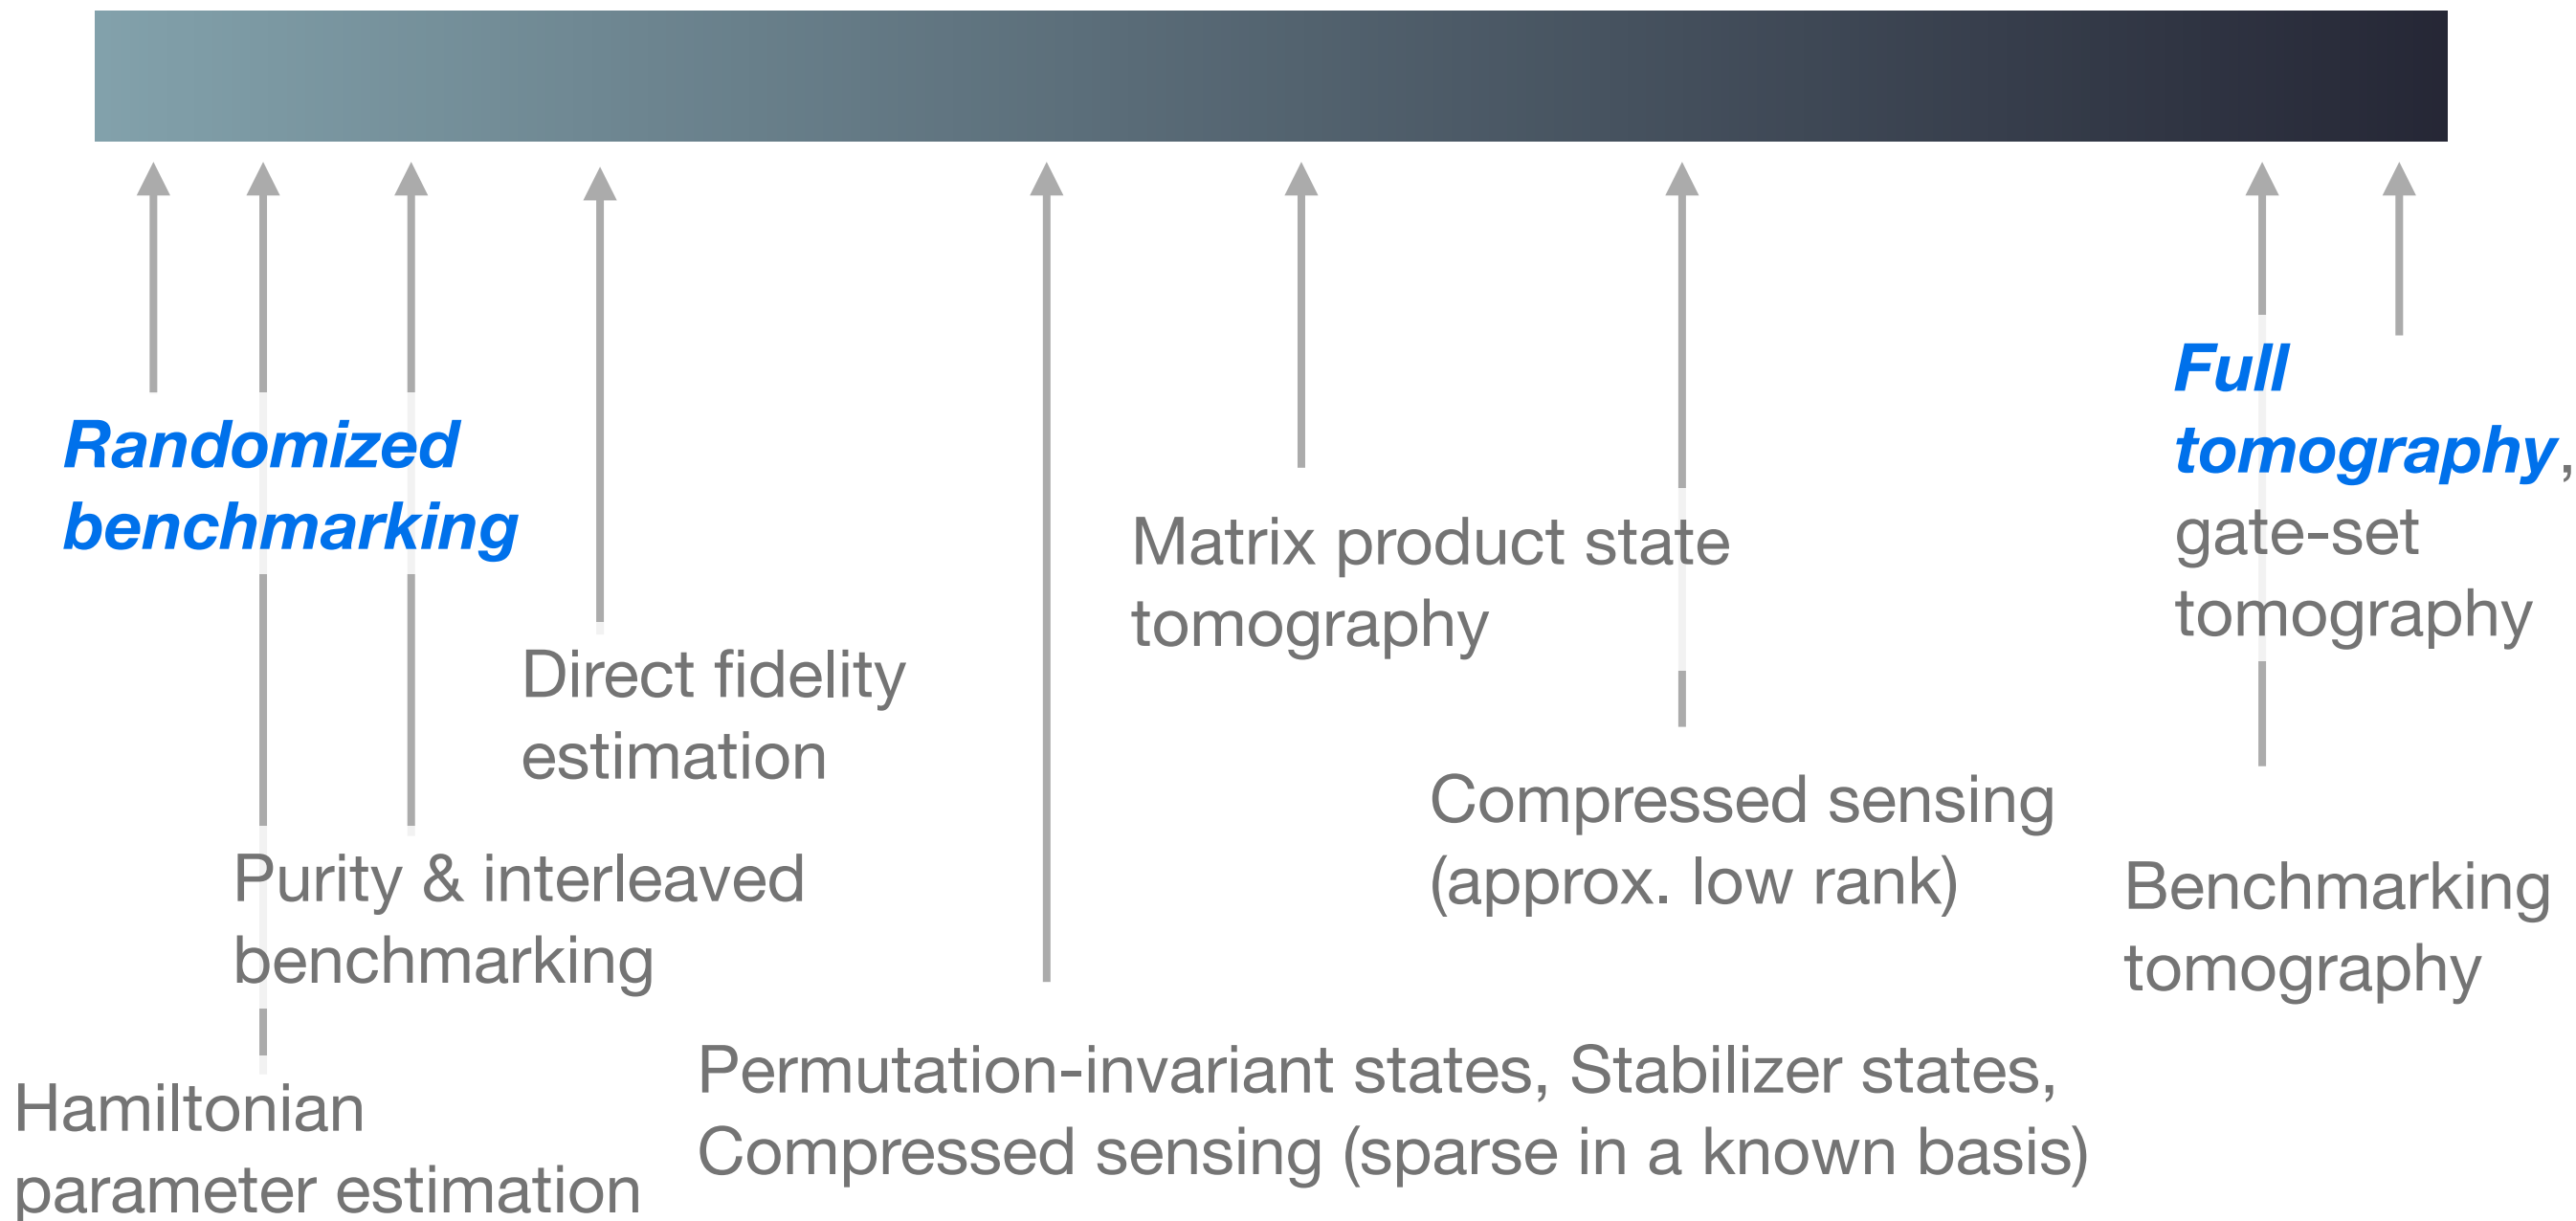 Randomized
benchmarking
Full
tomography,
gate-set
tomography
Matrix product state
tomography
Direct fidelity
estimation
Compressed sensing
(approx. low rank)
Purity & interleaved
benchmarking
Benchmarking
tomography
Permutation-invariant states, Stabilizer states,
Compressed sensing (sparse in a known basis)
Hamiltonian
parameter estimation